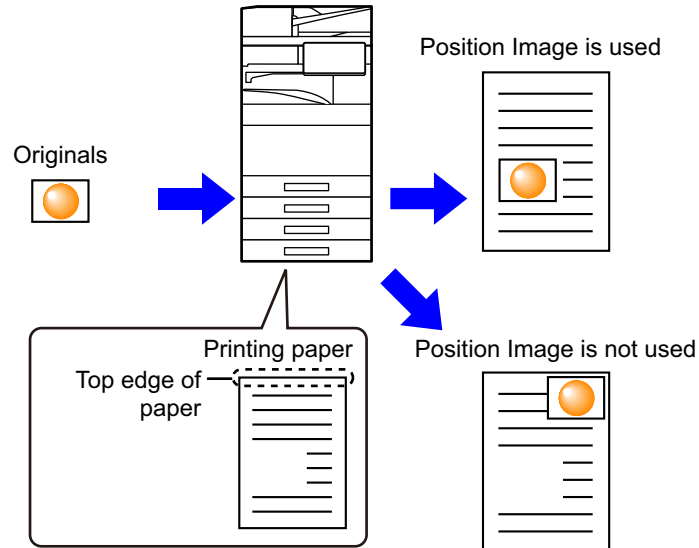 Position Image is used
Originals
Printing paper
Top edge of
paper
Position Image is not used